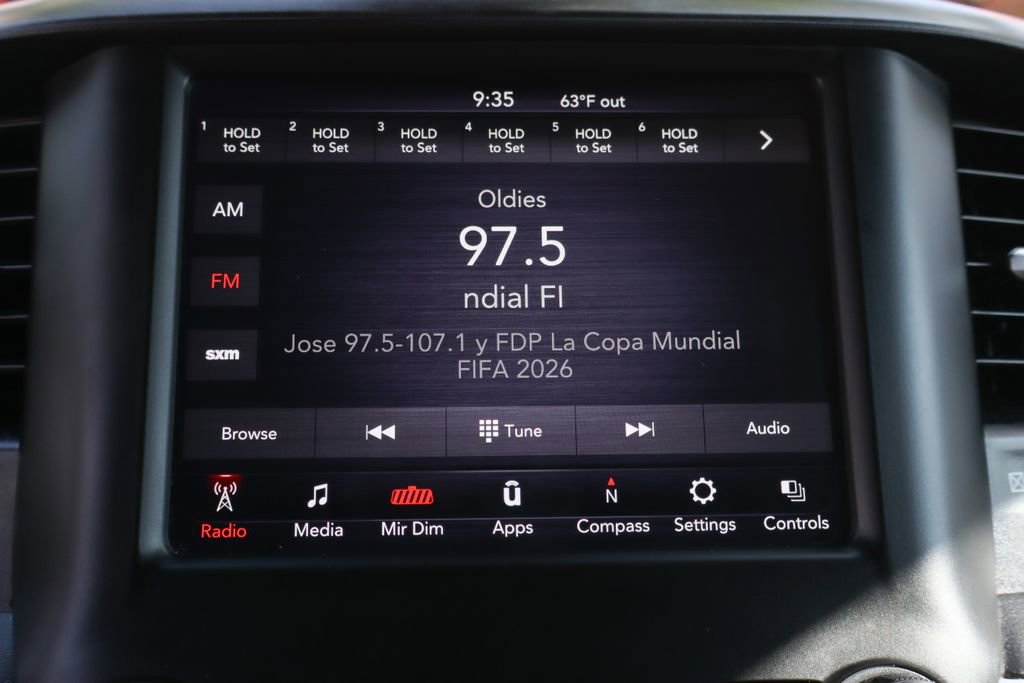 9:35 63°F out
1 HOLD to Set
2 HOLD to Set
3 HOLD to Set
4 HOLD to Set
5 HOLD to Set
6 HOLD to Set
AM
FM
sxm
Oldies
97.5
ndial FI
Jose 97.5-107.1 y FDP La Copa Mundial
FIFA 2026
Browse Tune Audio
Radio Media Mir Dim Apps N Compass Settings Controls